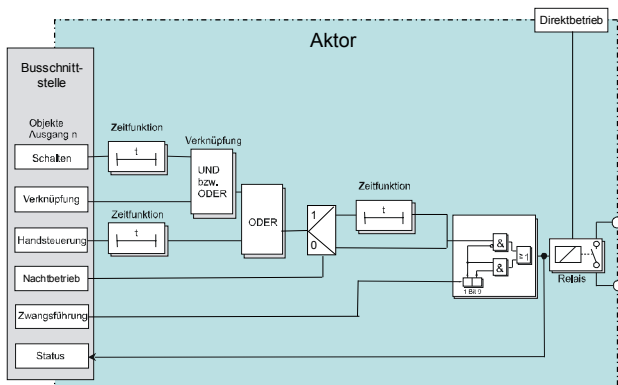 Direktbetrieb
Aktor
Busschnitt-
stelle
Objekte
Ausgang n
Zeitfunktion
Verknüpfung
Schalten
t
UND
bzw.
ODER
Verknüpfung
Zeitfunktion
ODER
Zeitfunktion
1
t
Handsteuerung
t
0
&
≥ 1
&
Nachtbetrieb
1 Bit 0
Relais
Zwangsführung
Status